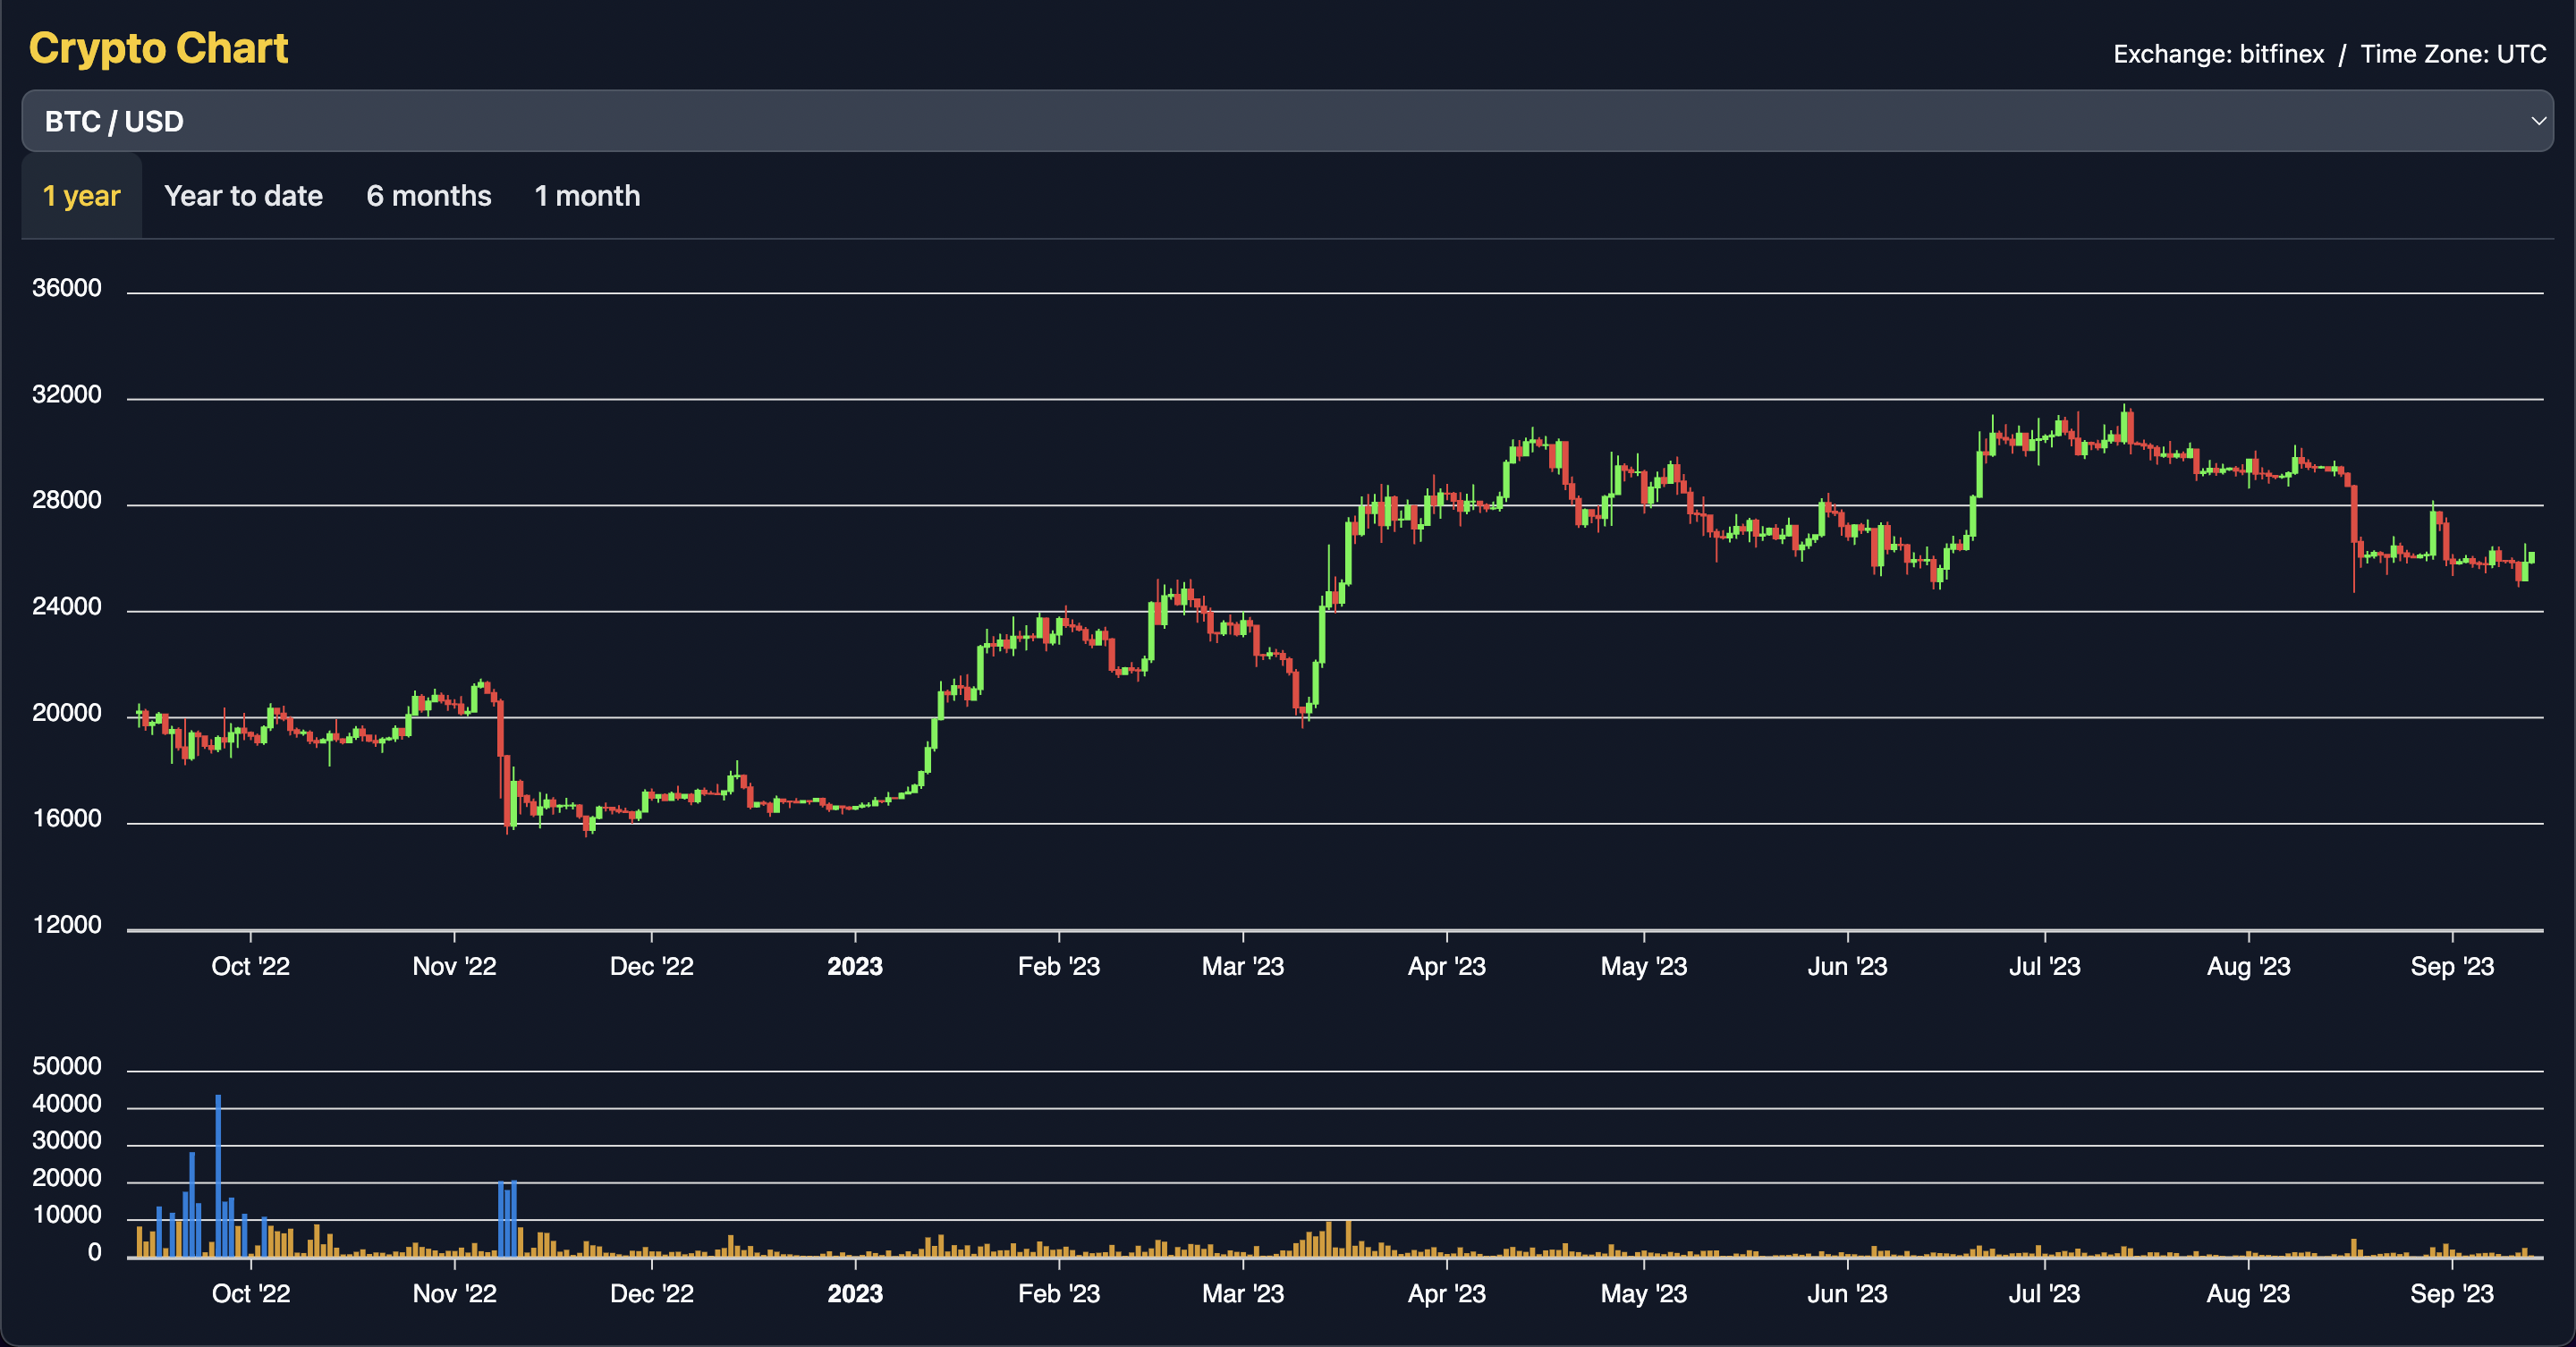 Crypto Chart
Exchange: bitfinex / Time Zone: UTC
BTC / USD
1 year Year to date 6 months 1 month
36000
32000
28000
24000
20000
16000
12000
Oct '22 Nov '22 Dec '22 2023 Feb '23 Mar '23 Apr '23 May '23 Jun '23 Jul '23 Aug '23 Sep '23
50000
40000
30000
20000
10000
0
Oct '22 Nov '22 Dec '22 2023 Feb '23 Mar '23 Apr '23 May '23 Jun '23 Jul '23 Aug '23 Sep '23